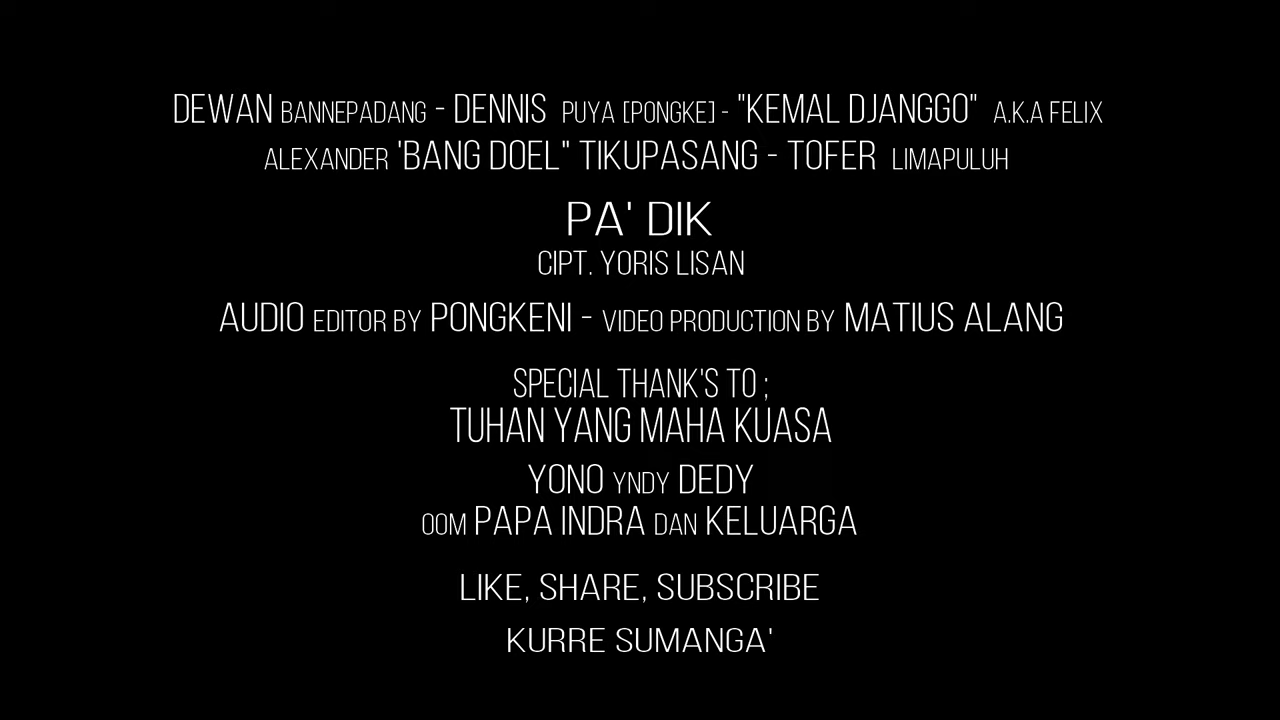 DEWAN BANNEPADANG - DENNIS PUYA [PONGKE] - "KEMAL DJANGGO" A.K.A FELIX
ALEXANDER 'BANG DOEL" TIKUPASANG - TOFER LIMAPULUH
PA' DIK
CIPT. YORIS LISAN
AUDIO EDITOR BY PONGKENI - VIDEO PRODUCTION BY MATIUS ALANG
SPECIAL THANK'S TO ;
TUHAN YANG MAHA KUASA
YONO YNDY DEDY
OOM PAPA INDRA DAN KELUARGA
LIKE, SHARE, SUBSCRIBE
KURRE SUMANGA'